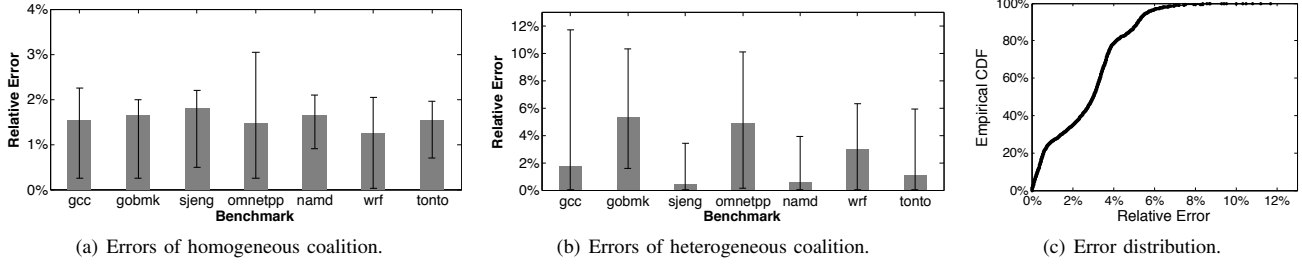 4%
3%
2%
1%
0%
Relative Error
gcc gobmk sjeng omnetpp namd wrf tonto
Benchmark
(a) Errors of homogeneous coalition.
12%
10%
8%
6%
4%
2%
0%
Relative Error
gcc gobmk sjeng omnetpp namd wrf tonto
Benchmark
(b) Errors of heterogeneous coalition.
100%
80%
60%
40%
20%
0%
Empirical CDF
0% 2% 4% 6% 8% 10% 12%
Relative Error
(c) Error distribution.